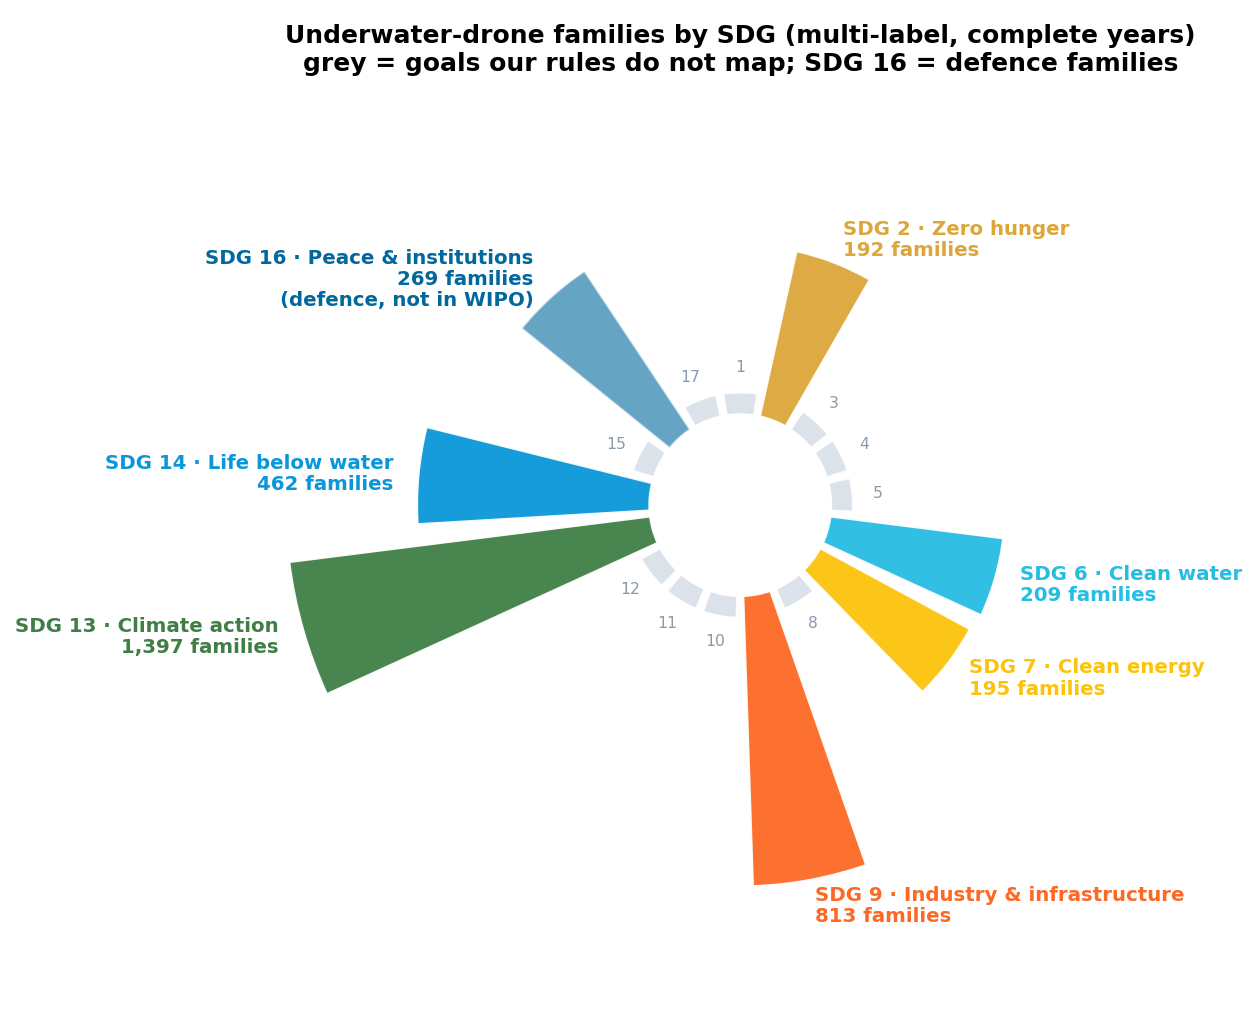 Underwater-drone families by SDG (multi-label, complete years)
grey = goals our rules do not map; SDG 16 = defence families
SDG 2 · Zero hunger
192 families
SDG 16 · Peace & institutions
269 families
(defence, not in WIPO)
1
17
3
15
4
SDG 14 · Life below water
462 families
5
SDG 6 · Clean water
209 families
12
SDG 13 · Climate action
1,397 families
11
10
8
SDG 7 · Clean energy
195 families
SDG 9 · Industry & infrastructure
813 families